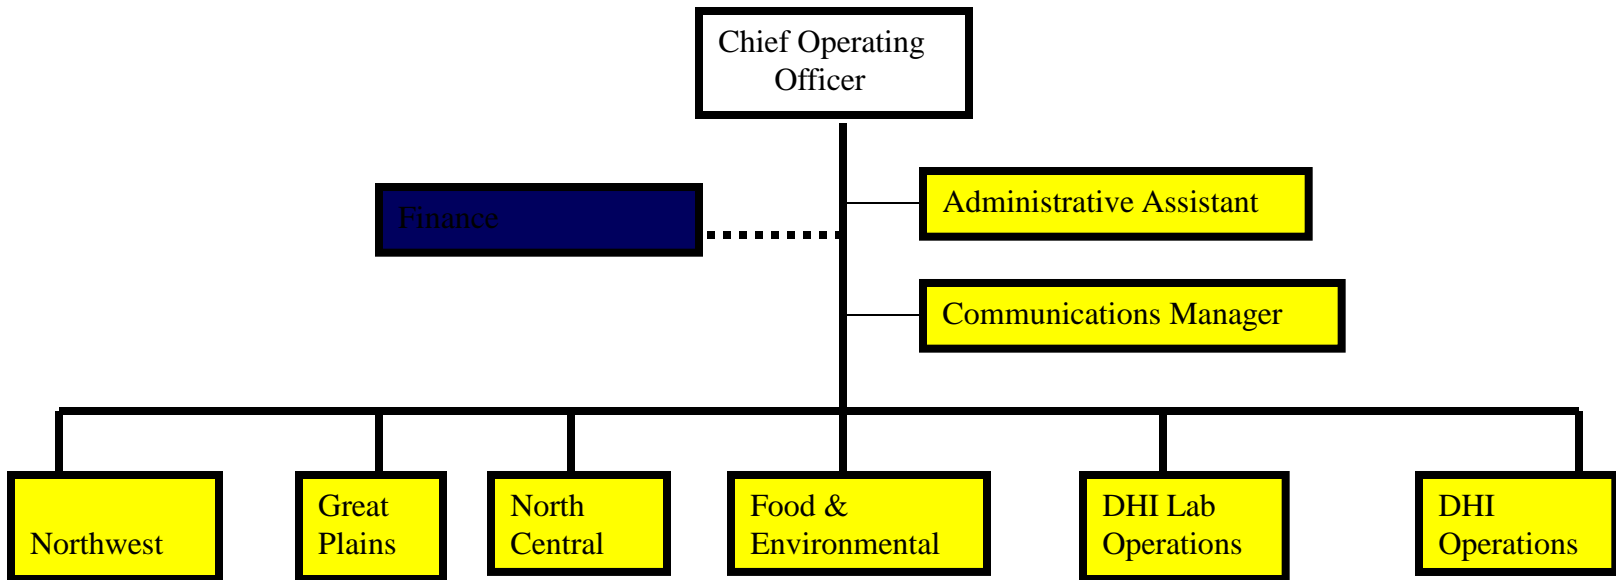 Chief Operating
Officer
Finance
Administrative Assistant
Communications Manager
Northwest
Great
Plains
North
Central
Food &
Environmental
DHI Lab
Operations
DHI
Operations